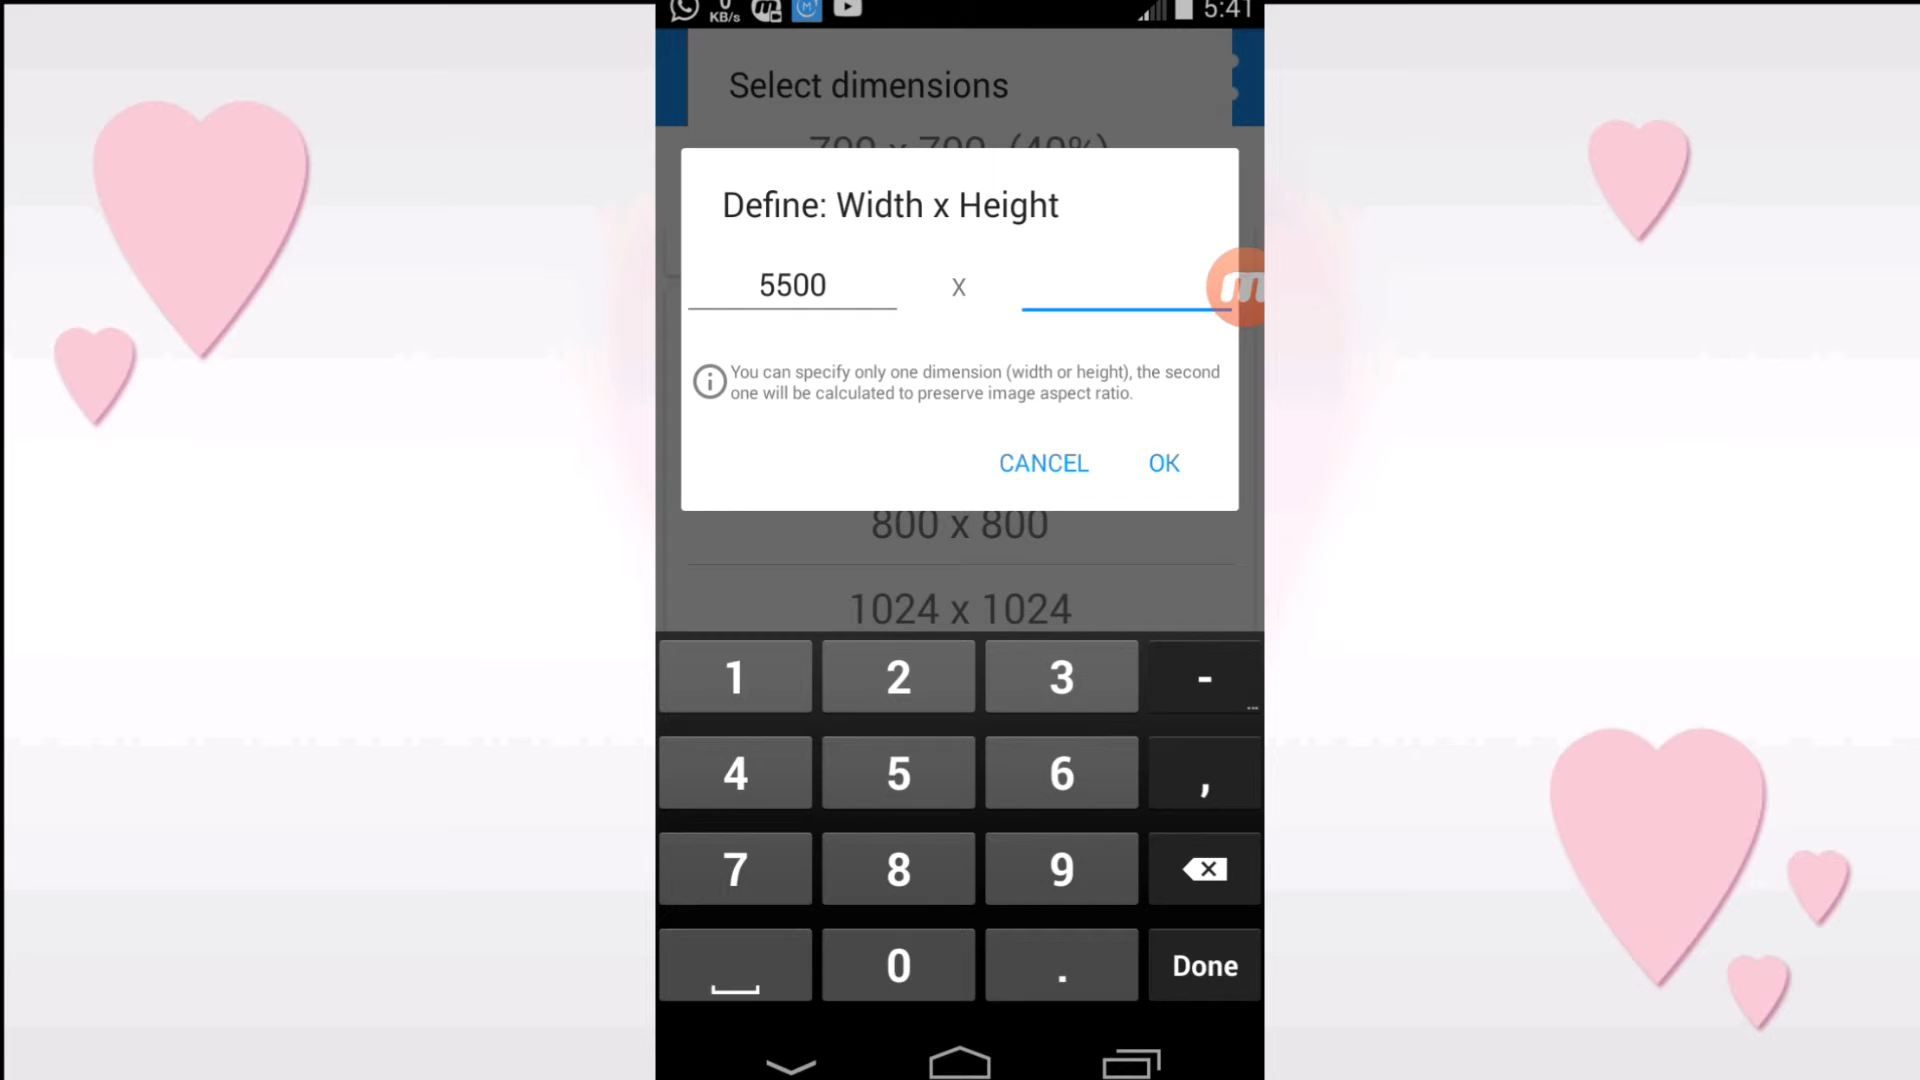 0
KB/s
5:41
Select dimensions
Define: Width x Height
5500 x
You can specify only one dimension (width or height), the second
one will be calculated to preserve image aspect ratio.
CANCEL OK
800 x 800
1024 x 1024
1 2 3 -
4 5 6 ,
7 8 9
0 . Done